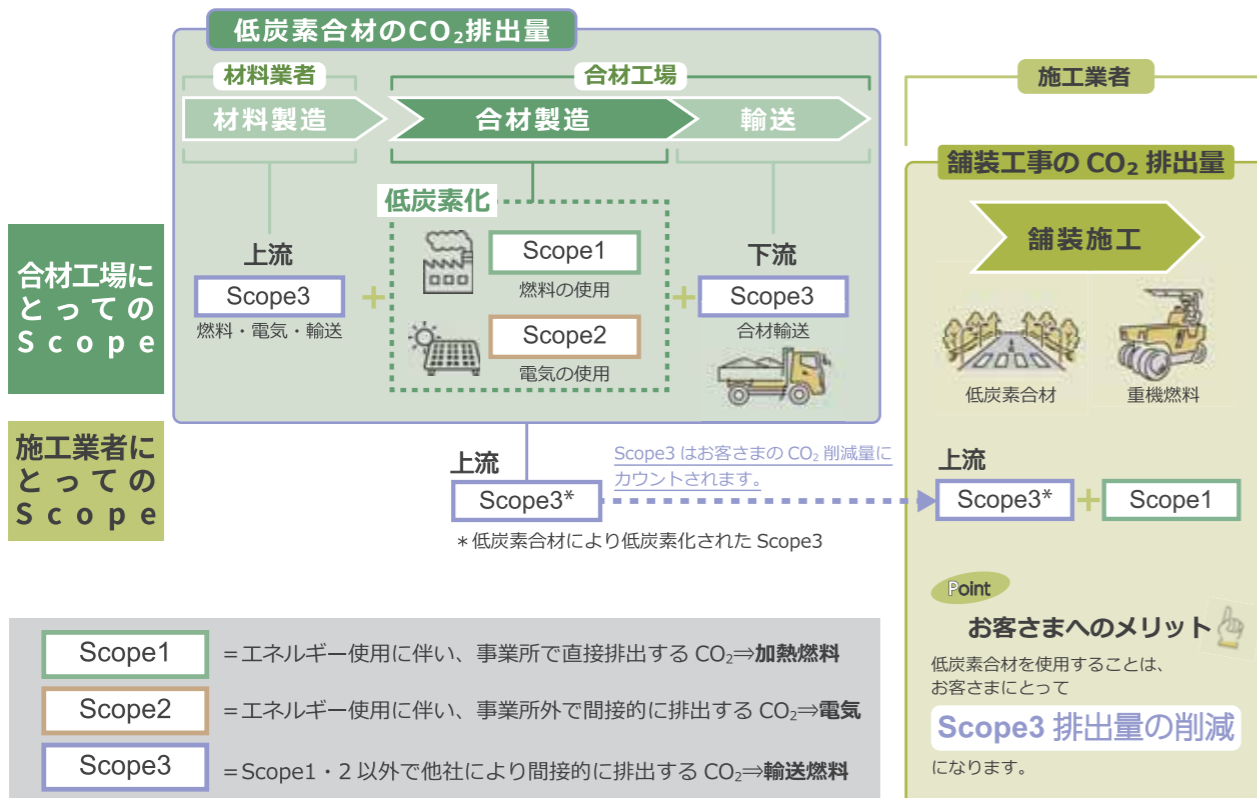 低炭素合材のCO₂排出量
材料業者
合材工場
材料製造
合材製造
輸送
低炭素化
上流
Scope3
燃料・電気・輸送
+
Scope1
燃料の使用
Scope2
電気の使用
+
下流
Scope3
合材輸送
合材工場に
とっての
Scope
施工業者に
とっての
Scope
上流
Scope3*
Scope3 はお客さまの CO₂ 削減量に
カウントされます。
＊低炭素合材により低炭素化された Scope3
施工業者
舗装工事の CO₂ 排出量
舗装施工
低炭素合材
重機燃料
上流
Scope3*
+
Scope1
Point
お客さまへのメリット
低炭素合材を使用することは、
お客さまにとって
Scope3 排出量の削減
になります。
Scope1
＝エネルギー使用に伴い、事業所で直接排出する CO₂⇒加熱燃料
Scope2
＝エネルギー使用に伴い、事業所外で間接的に排出する CO₂⇒電気
Scope3
＝Scope1・2 以外で他社により間接的に排出する CO₂⇒輸送燃料